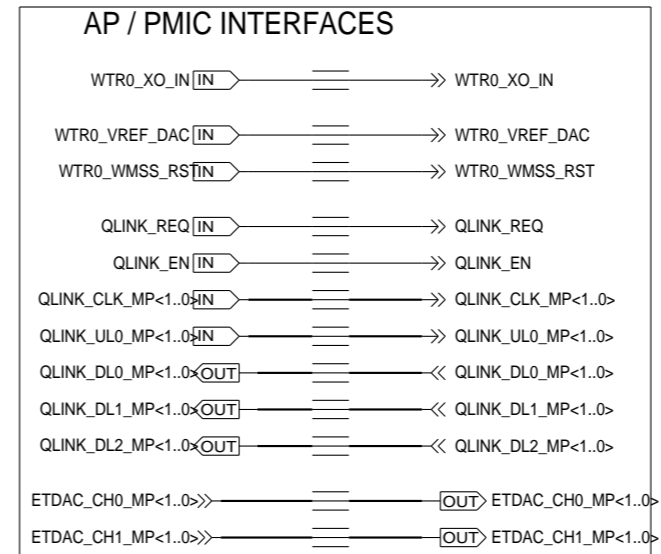 AP / PMIC INTERFACES
WTR0_XO_IN IN WTR0_XO_IN
WTR0_VREF_DAC IN WTR0_VREF_DAC
WTR0_WMSS_RST IN WTR0_WMSS_RST
QLINK_REQ IN QLINK_REQ
QLINK_EN IN QLINK_EN
QLINK_CLK_MP<1..0> IN QLINK_CLK_MP<1..0>
QLINK_UL0_MP<1..0> IN QLINK_UL0_MP<1..0>
QLINK_DL0_MP<1..0> OUT QLINK_DL0_MP<1..0>
QLINK_DL1_MP<1..0> OUT QLINK_DL1_MP<1..0>
QLINK_DL2_MP<1..0> OUT QLINK_DL2_MP<1..0>
ETDAC_CH0_MP<1..0> OUT ETDAC_CH0_MP<1..0>
ETDAC_CH1_MP<1..0> OUT ETDAC_CH1_MP<1..0>